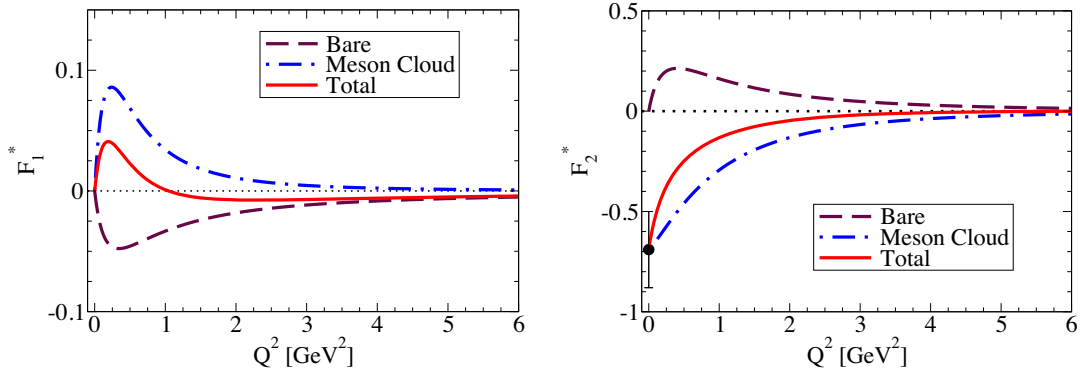 0.1
0
-0.1
F₁*
0 1 2 3 4 5 6
Q² [GeV²]
Bare
Meson Cloud
Total
0.5
0
-0.5
-1
F₂*
0 1 2 3 4 5 6
Q² [GeV²]
Bare
Meson Cloud
Total